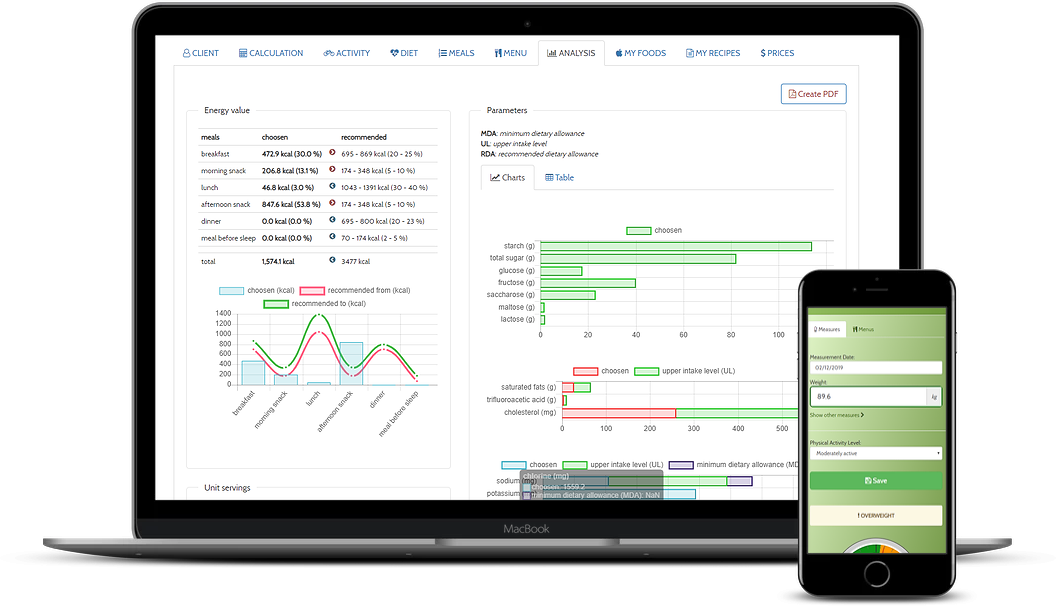 CLIENT CALCULATION ACTIVITY DIET MEALS MENU ANALYSIS MY FOODS MY RECIPES $ PRICES
Create PDF
Energy value
meals choosen recommended
breakfast 472.9 kcal (30.0 %) 695 - 869 kcal (20 - 25 %)
morning snack 206.8 kcal (13.1 %) 174 - 348 kcal (5 - 10 %)
lunch 46.8 kcal (3.0 %) 1043 - 1391 kcal (30 - 40 %)
afternoon snack 847.6 kcal (53.8 %) 174 - 348 kcal (5 - 10 %)
dinner 0.0 kcal (0.0 %) 695 - 800 kcal (20 - 23 %)
meal before sleep 0.0 kcal (0.0 %) 70 - 174 kcal (2 - 5 %)
total 1,574.1 kcal 3477 kcal
choosen (kcal) recommended from (kcal)
recommended to (kcal)
1400
1200
1000
800
600
400
200
0
breakfast morning snack lunch afternoon snack dinner meal before sleep
Unit servings
Parameters
MDA: minimum dietary allowance
UL: upper intake level
RDA: recommended dietary allowance
Charts Table
choosen
starch (g)
total sugar (g)
glucose (g)
fructose (g)
saccharose (g)
maltose (g)
lactose (g)
0 20 40 60 80 100
choosen upper intake level (UL)
saturated fats (g)
trifluoroacetic acid (g)
cholesterol (mg)
0 100 200 300 400 500
choosen upper intake level (UL) minimum dietary allowance (MD
sodium (mg)
potassium
chlorine (mg)
choosen: 1559.2
minimum dietary allowance (MDA): NaN
MacBook
Measures Menus
Measurement Date:
02/12/2019
Weight:
89.6 kg
Show other measures
Physical Activity Level:
Moderately active
Save
! OVERWEIGHT